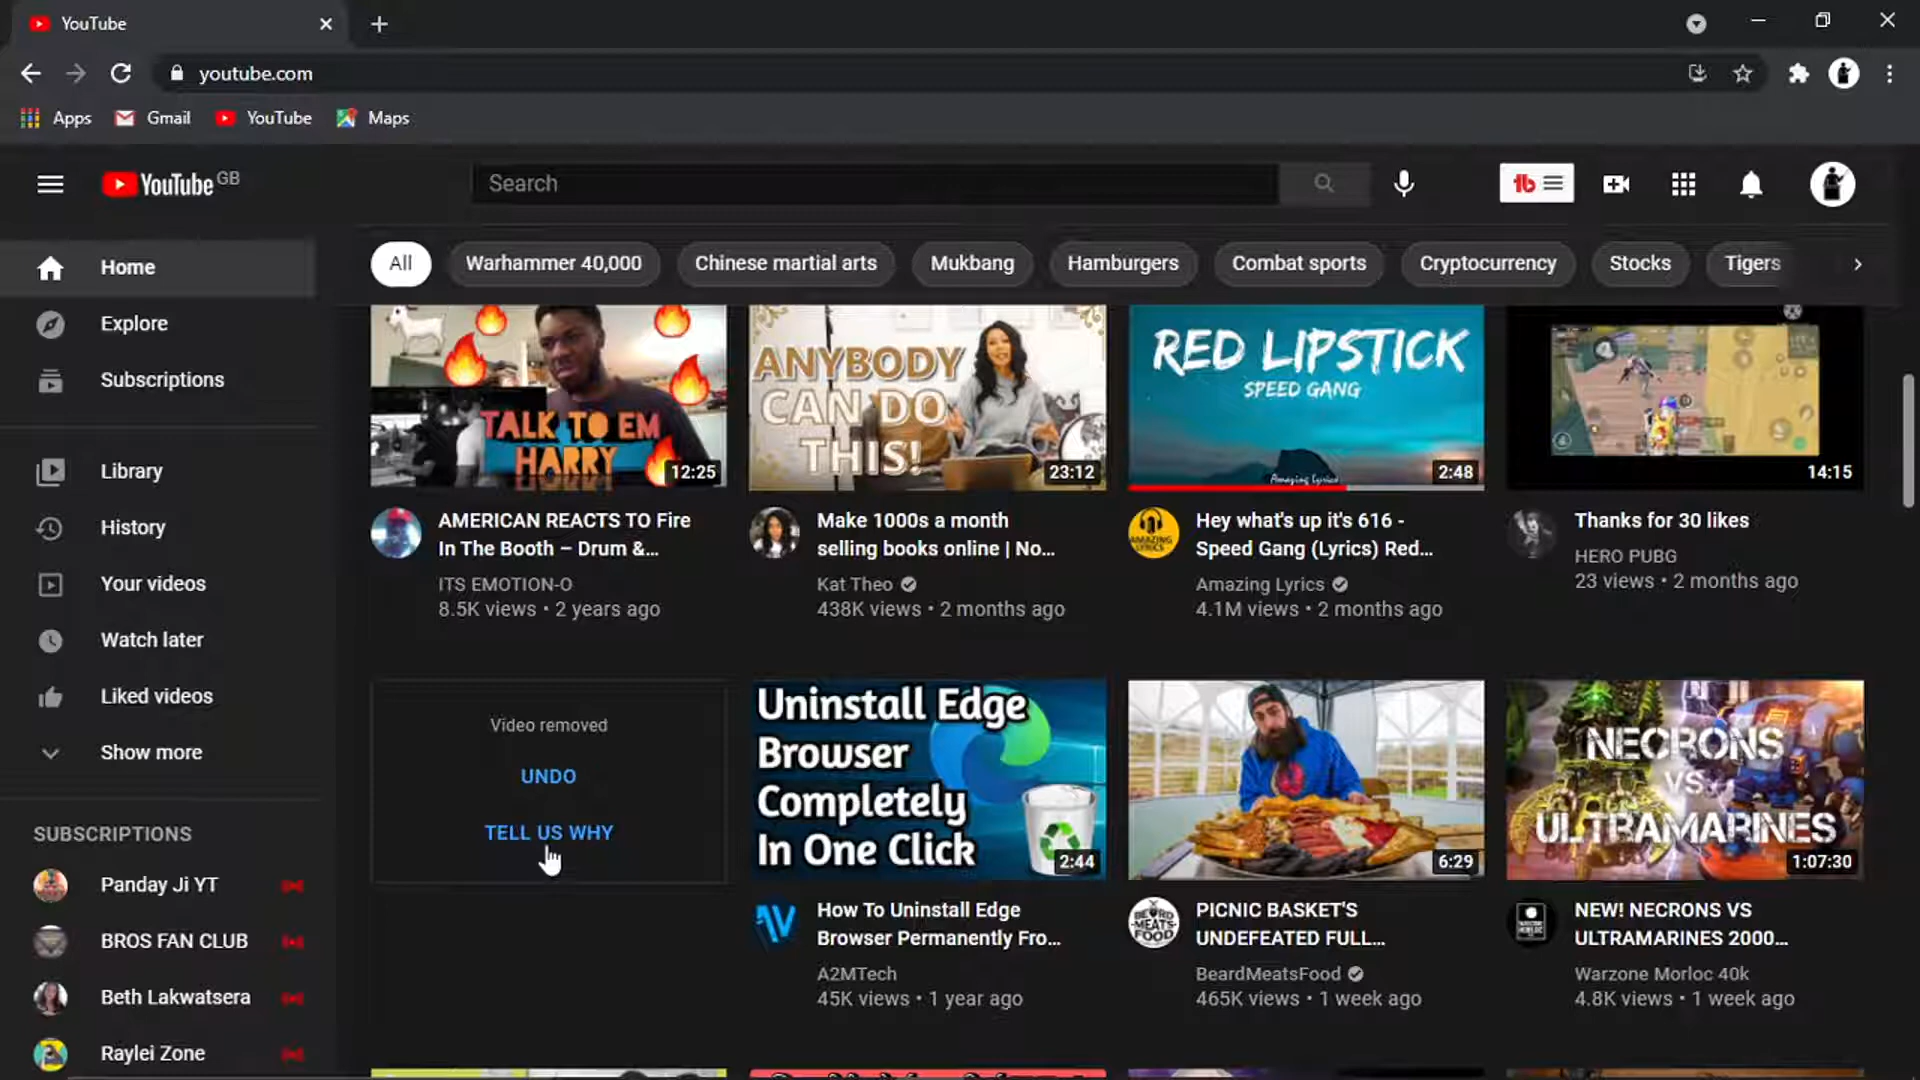 YouTube
youtube.com
Apps
Gmail
YouTube
Maps
YouTube GB
Search
tb
Home
Explore
Subscriptions
Library
History
Your videos
Watch later
Liked videos
Show more
SUBSCRIPTIONS
Panday Ji YT
BROS FAN CLUB
Beth Lakwatsera
Raylei Zone
All
Warhammer 40,000
Chinese martial arts
Mukbang
Hamburgers
Combat sports
Cryptocurrency
Stocks
Tigers
TALK TO EM
HARRY
12:25
AMERICAN REACTS TO Fire
In The Booth – Drum &...
ITS EMOTION-O
8.5K views • 2 years ago
ANYBODY
CAN DO
THIS!
23:12
Make 1000s a month
selling books online | No...
Kat Theo
438K views • 2 months ago
RED LIPSTICK
SPEED GANG
Amazing Lyrics
2:48
AMAZING
LYRICS
Hey what's up it's 616 -
Speed Gang (Lyrics) Red...
Amazing Lyrics
4.1M views • 2 months ago
14:15
Thanks for 30 likes
HERO PUBG
23 views • 2 months ago
Video removed
UNDO
TELL US WHY
Uninstall Edge
Browser
Completely
In One Click
2:44
How To Uninstall Edge
Browser Permanently Fro...
A2MTech
45K views • 1 year ago
6:29
BEARD
MEATS
FOOD
PICNIC BASKET'S
UNDEFEATED FULL...
BeardMeatsFood
465K views • 1 week ago
NECRONS
VS
ULTRAMARINES
1:07:30
NEW! NECRONS VS
ULTRAMARINES 2000...
Warzone Morloc 40k
4.8K views • 1 week ago